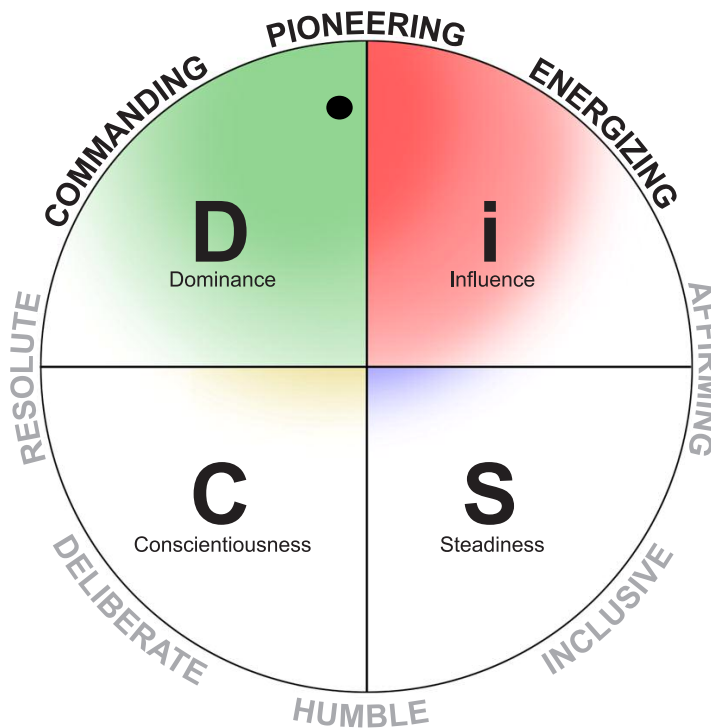 PIONEERING
COMMANDING
ENERGIZING
D
Dominance
i
Influence
RESOLUTE
AFFIRMING
C
Conscientiousness
S
Steadiness
DELIBERATE
INCLUSIVE
HUMBLE